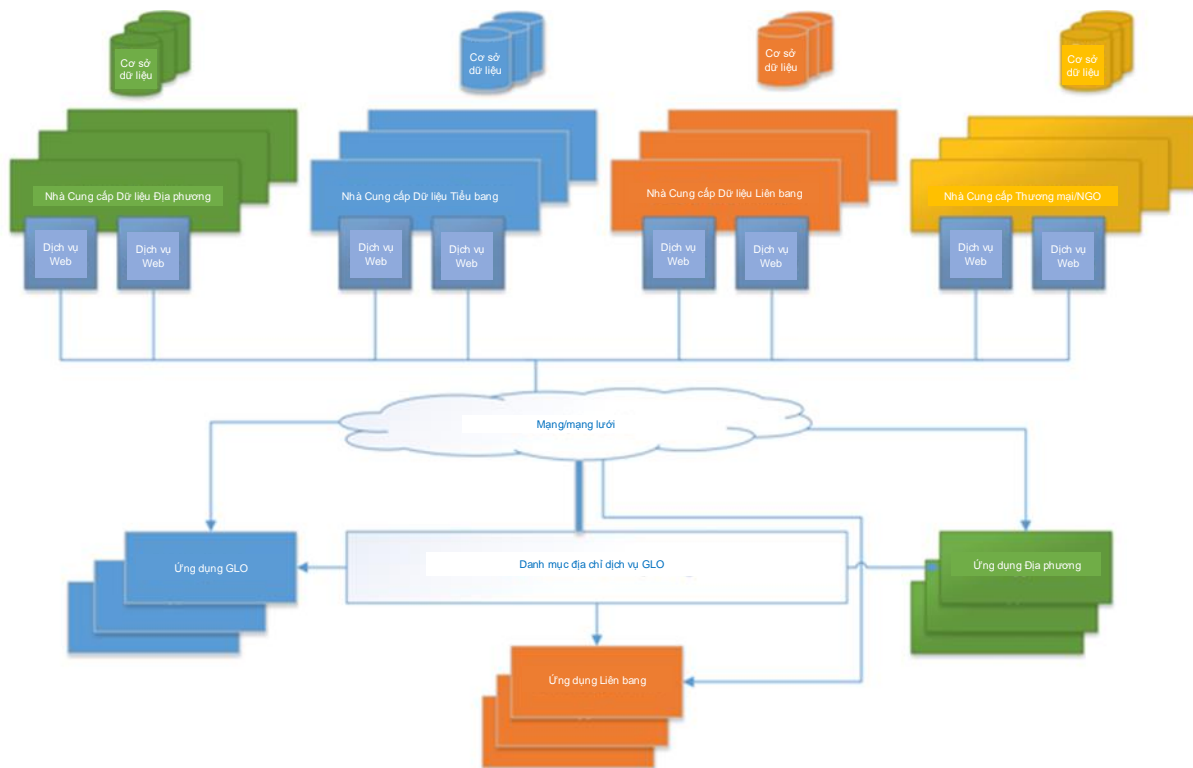 Cơ sở
dữ liệu
Cơ sở
dữ liệu
Cơ sở
dữ liệu
Cơ sở
dữ liệu
Nhà Cung cấp Dữ liệu Địa phương
Nhà Cung cấp Dữ liệu Tiểu bang
Nhà Cung cấp Dữ liệu Liên bang
Nhà Cung cấp Thương mại/NGO
Dịch vụ
Web
Dịch vụ
Web
Dịch vụ
Web
Dịch vụ
Web
Dịch vụ
Web
Dịch vụ
Web
Dịch vụ
Web
Dịch vụ
Web
Mạng/mạng lưới
Ứng dụng GLO
Danh mục địa chỉ dịch vụ GLO
Ứng dụng Địa phương
Ứng dụng Liên bang